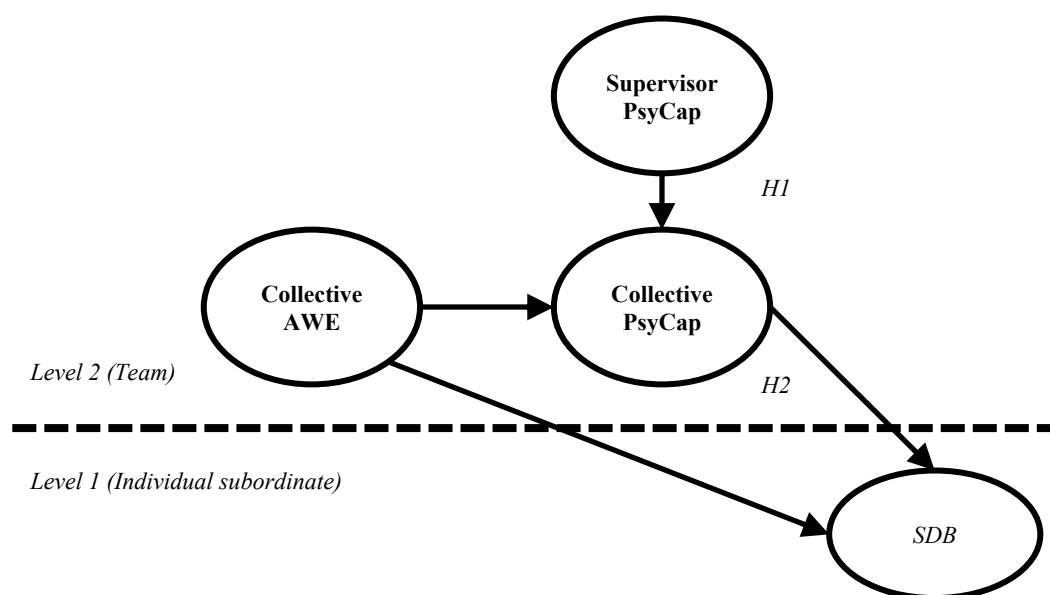 Supervisor
PsyCap
H1
Collective
AWE
Collective
PsyCap
Level 2 (Team)
H2
Level 1 (Individual subordinate)
SDB